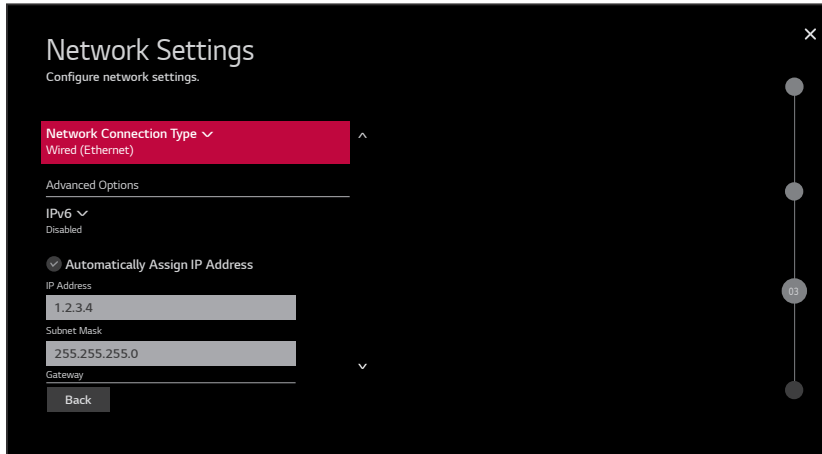 Network Settings
Configure network settings.
Network Connection Type
Wired (Ethernet)
Advanced Options
IPv6
Disabled
Automatically Assign IP Address
IP Address
1.2.3.4
Subnet Mask
255.255.255.0
Gateway
Back
03